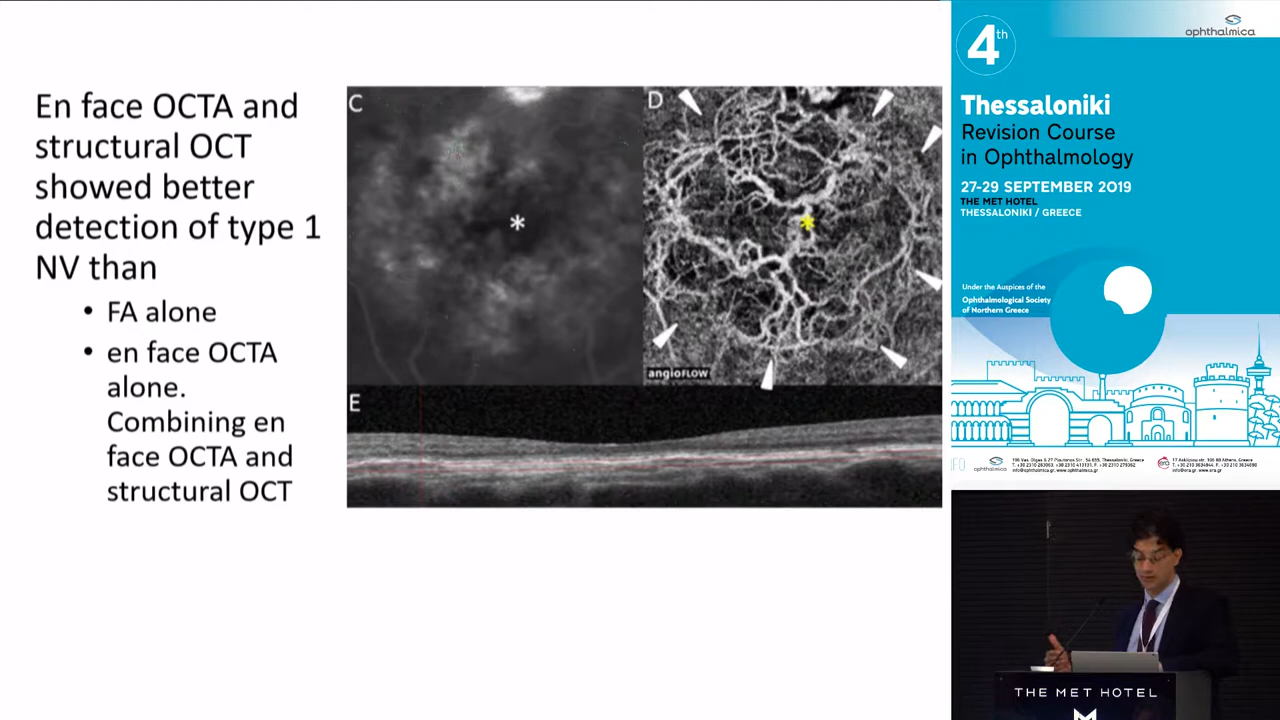 En face OCTA and
structural OCT
showed better
detection of type 1
NV than
• FA alone
• en face OCTA
alone.
Combining en
face OCTA and
structural OCT
C
D
*
*
angioFLOW
E
ophthalmica
4th
Thessaloniki
Revision Course
in Ophthalmology
27-29 SEPTEMBER 2019
THE MET HOTEL
THESSALONIKI / GREECE
Under the Auspices of the
Ophthalmological Society
of Northern Greece
ophthalmica
THE MET HOTEL